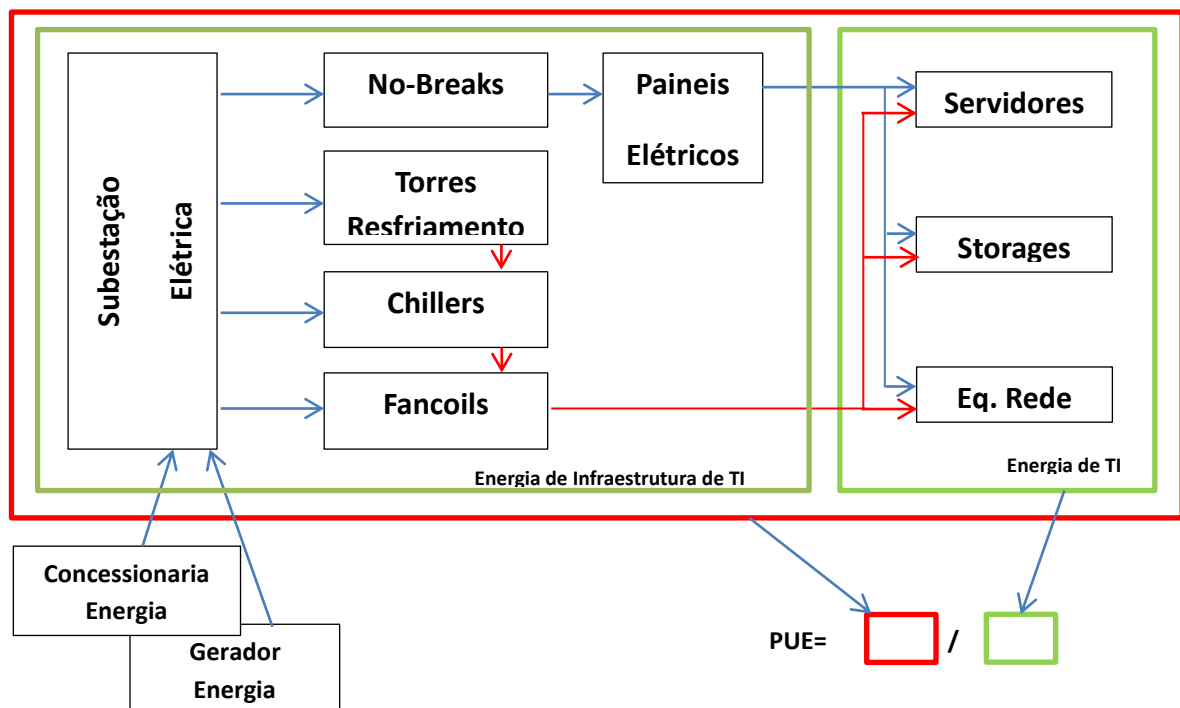 No-Breaks
Paineis
Elétricos
Servidores
Subestação
Elétrica
Torres
Resfriamento
Storages
Chillers
Fancoils
Eq. Rede
Energia de Infraestrutura de TI
Energia de TI
Concessionaria
Energia
Gerador
Energia
PUE=
/